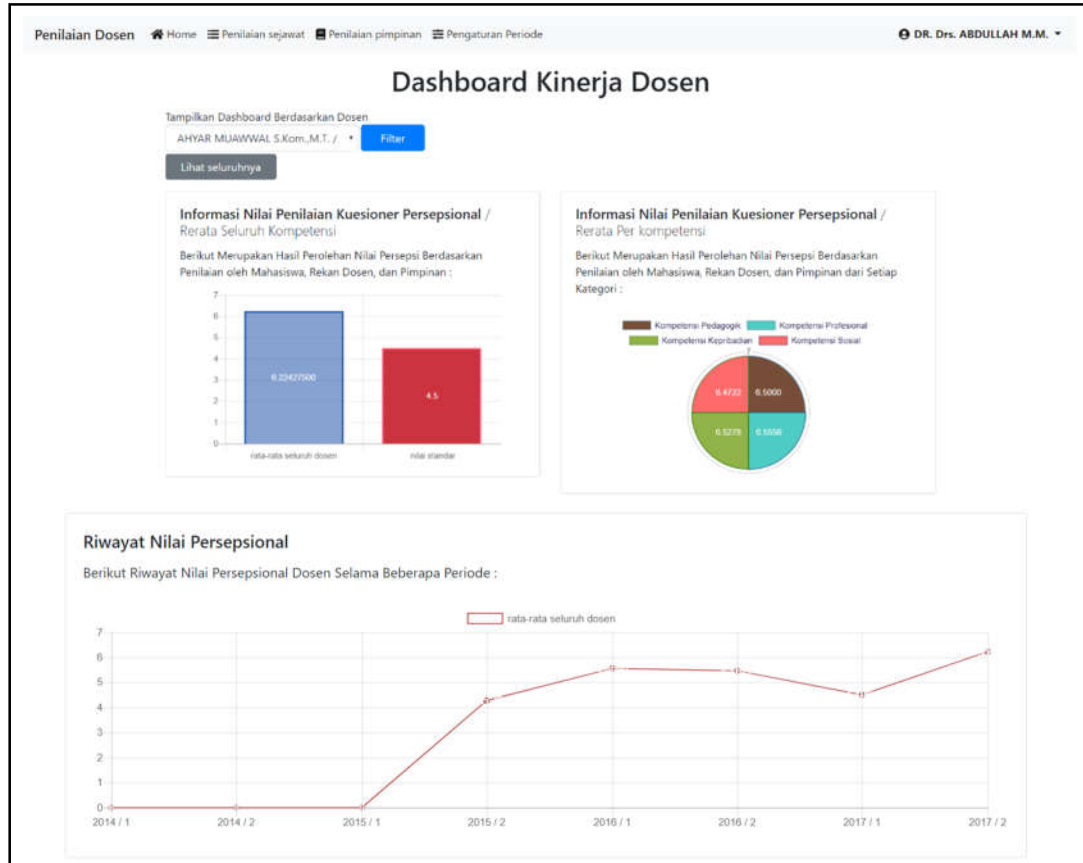 Penilaian Dosen Home Penilaian sejawat Penilaian pimpinan Pengaturan Periode DR. Drs. ABDULLAH M.M.
Dashboard Kinerja Dosen
Tampilkan Dashboard Berdasarkan Dosen
AHYAR MUAWWAL S.Kom.,M.T. / Filter
Lihat seluruhnya
Informasi Nilai Penilaian Kuesioner Persepsional /
Rerata Seluruh Kompetensi
Berikut Merupakan Hasil Perolehan Nilai Persepsi Berdasarkan
Penilaian oleh Mahasiswa, Rekan Dosen, dan Pimpinan :
7
6
5
4
3
2
1
0
6.22427500
4.5
rata-rata seluruh dosen nilai standar
Informasi Nilai Penilaian Kuesioner Persepsional /
Rerata Per kompetensi
Berikut Merupakan Hasil Perolehan Nilai Persepsi Berdasarkan
Penilaian oleh Mahasiswa, Rekan Dosen, dan Pimpinan dari Setiap
Kategori :
Kompetensi Pedagogik Kompetensi Profesional
Kompetensi Kepribadian Kompetensi Sosial
7
6.4722 6.5000
6.5279 6.5556
Riwayat Nilai Persepsional
Berikut Riwayat Nilai Persepsional Dosen Selama Beberapa Periode :
rata-rata seluruh dosen
7
6
5
4
3
2
1
0
2014 / 1 2014 / 2 2015 / 1 2015 / 2 2016 / 1 2016 / 2 2017 / 1 2017 / 2